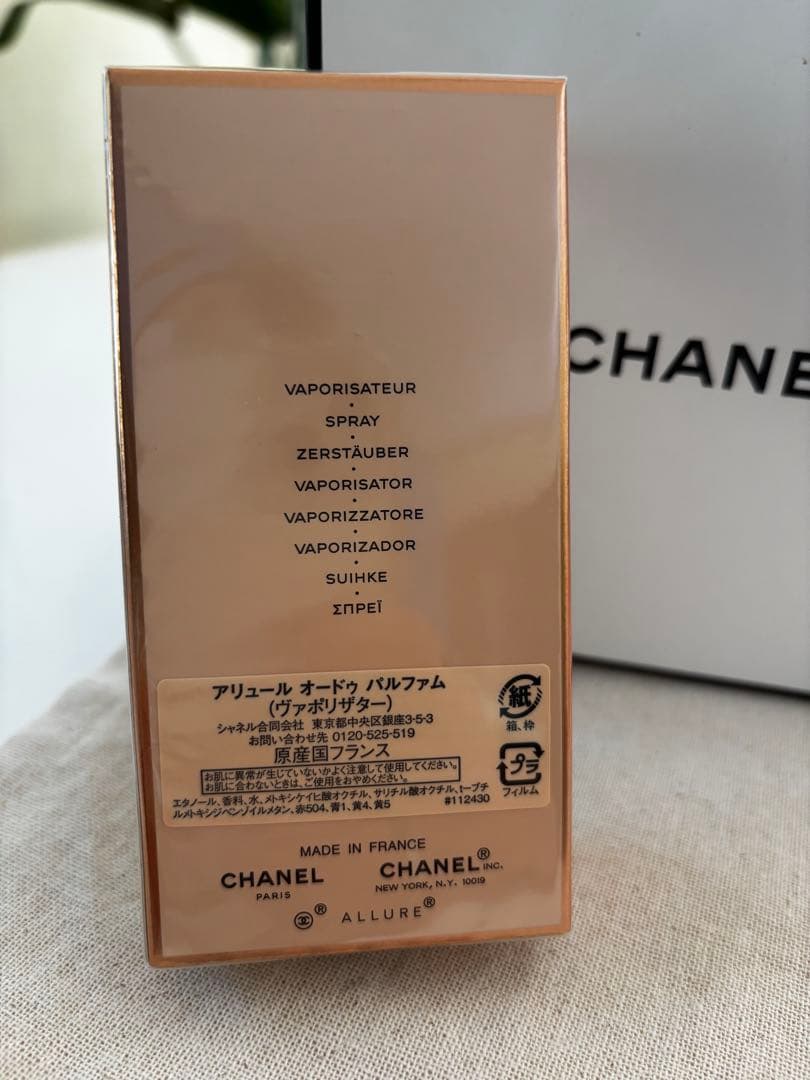 CHANE
VAPORISATEUR
SPRAY
ZERSTÄUBER
VAPORISATOR
VAPORIZZATORE
VAPORIZADOR
SUIHKE
ΣΠΡΕΪ
アリュール オードゥ パルファム
(ヴァポリザター)
シャネル合同会社 東京都中央区銀座3-5-3
お問い合わせ先 0120-525-519
原産国フランス
お肌に異常が生じていないかよく注意して使用してください。
お肌に合わないときは、ご使用をおやめください。
エタノール、香料、水、メトキシケイヒ酸オクチル、サリチル酸オクチル、t-ブチ
ルメトキシジベンゾイルメタン、赤504、青1、黄4、黄5 #112430
紙
箱、枠
プラ
フィルム
MADE IN FRANCE
CHANEL
PARIS
CHANEL® INC.
NEW YORK, N.Y. 10019
® ALLURE®